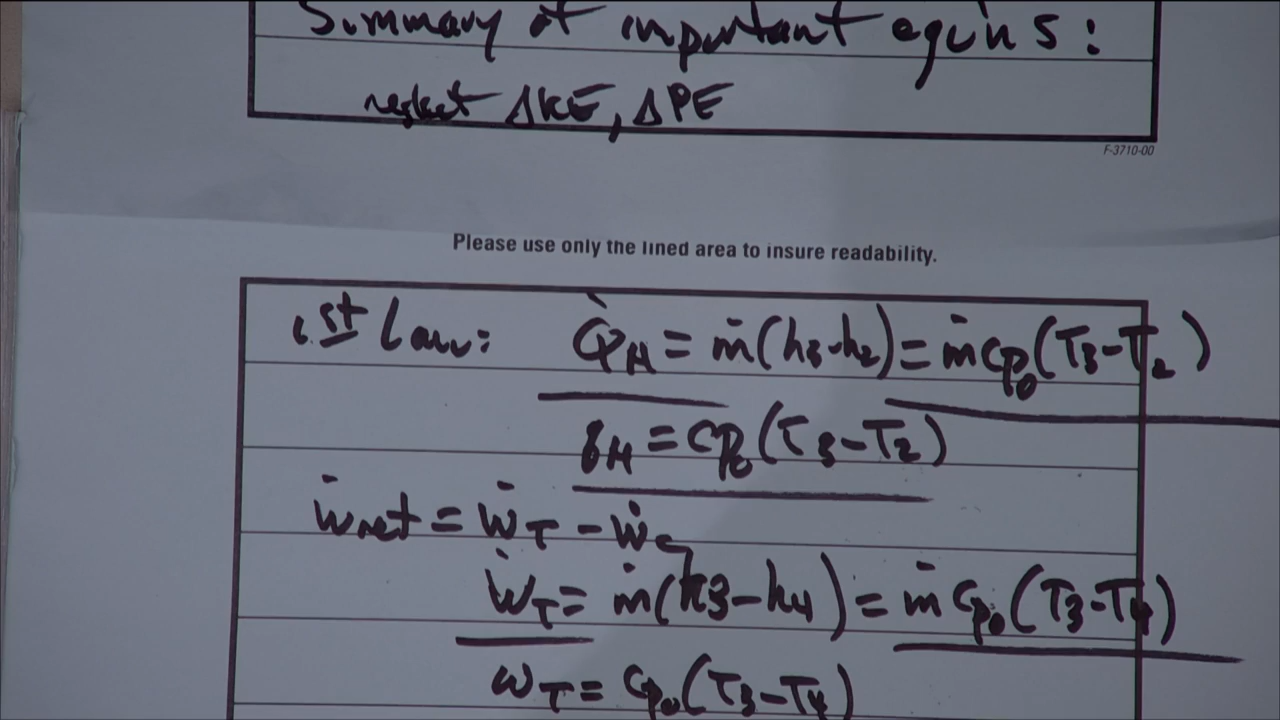 Summary of important eqn's:
neglect ΔKE, ΔPE
F-3710-00
Please use only the lined area to insure readability.
1st Law: Q̇H = ṁ(h3-h2) = ṁcp0(T3-T2)
qH = cp0(T3-T2)
ẇnet = ẇT - ẇc
ẇT = ṁ(h3-h4) = ṁcp0(T3-T4)
wT = cp0(T3-T4)